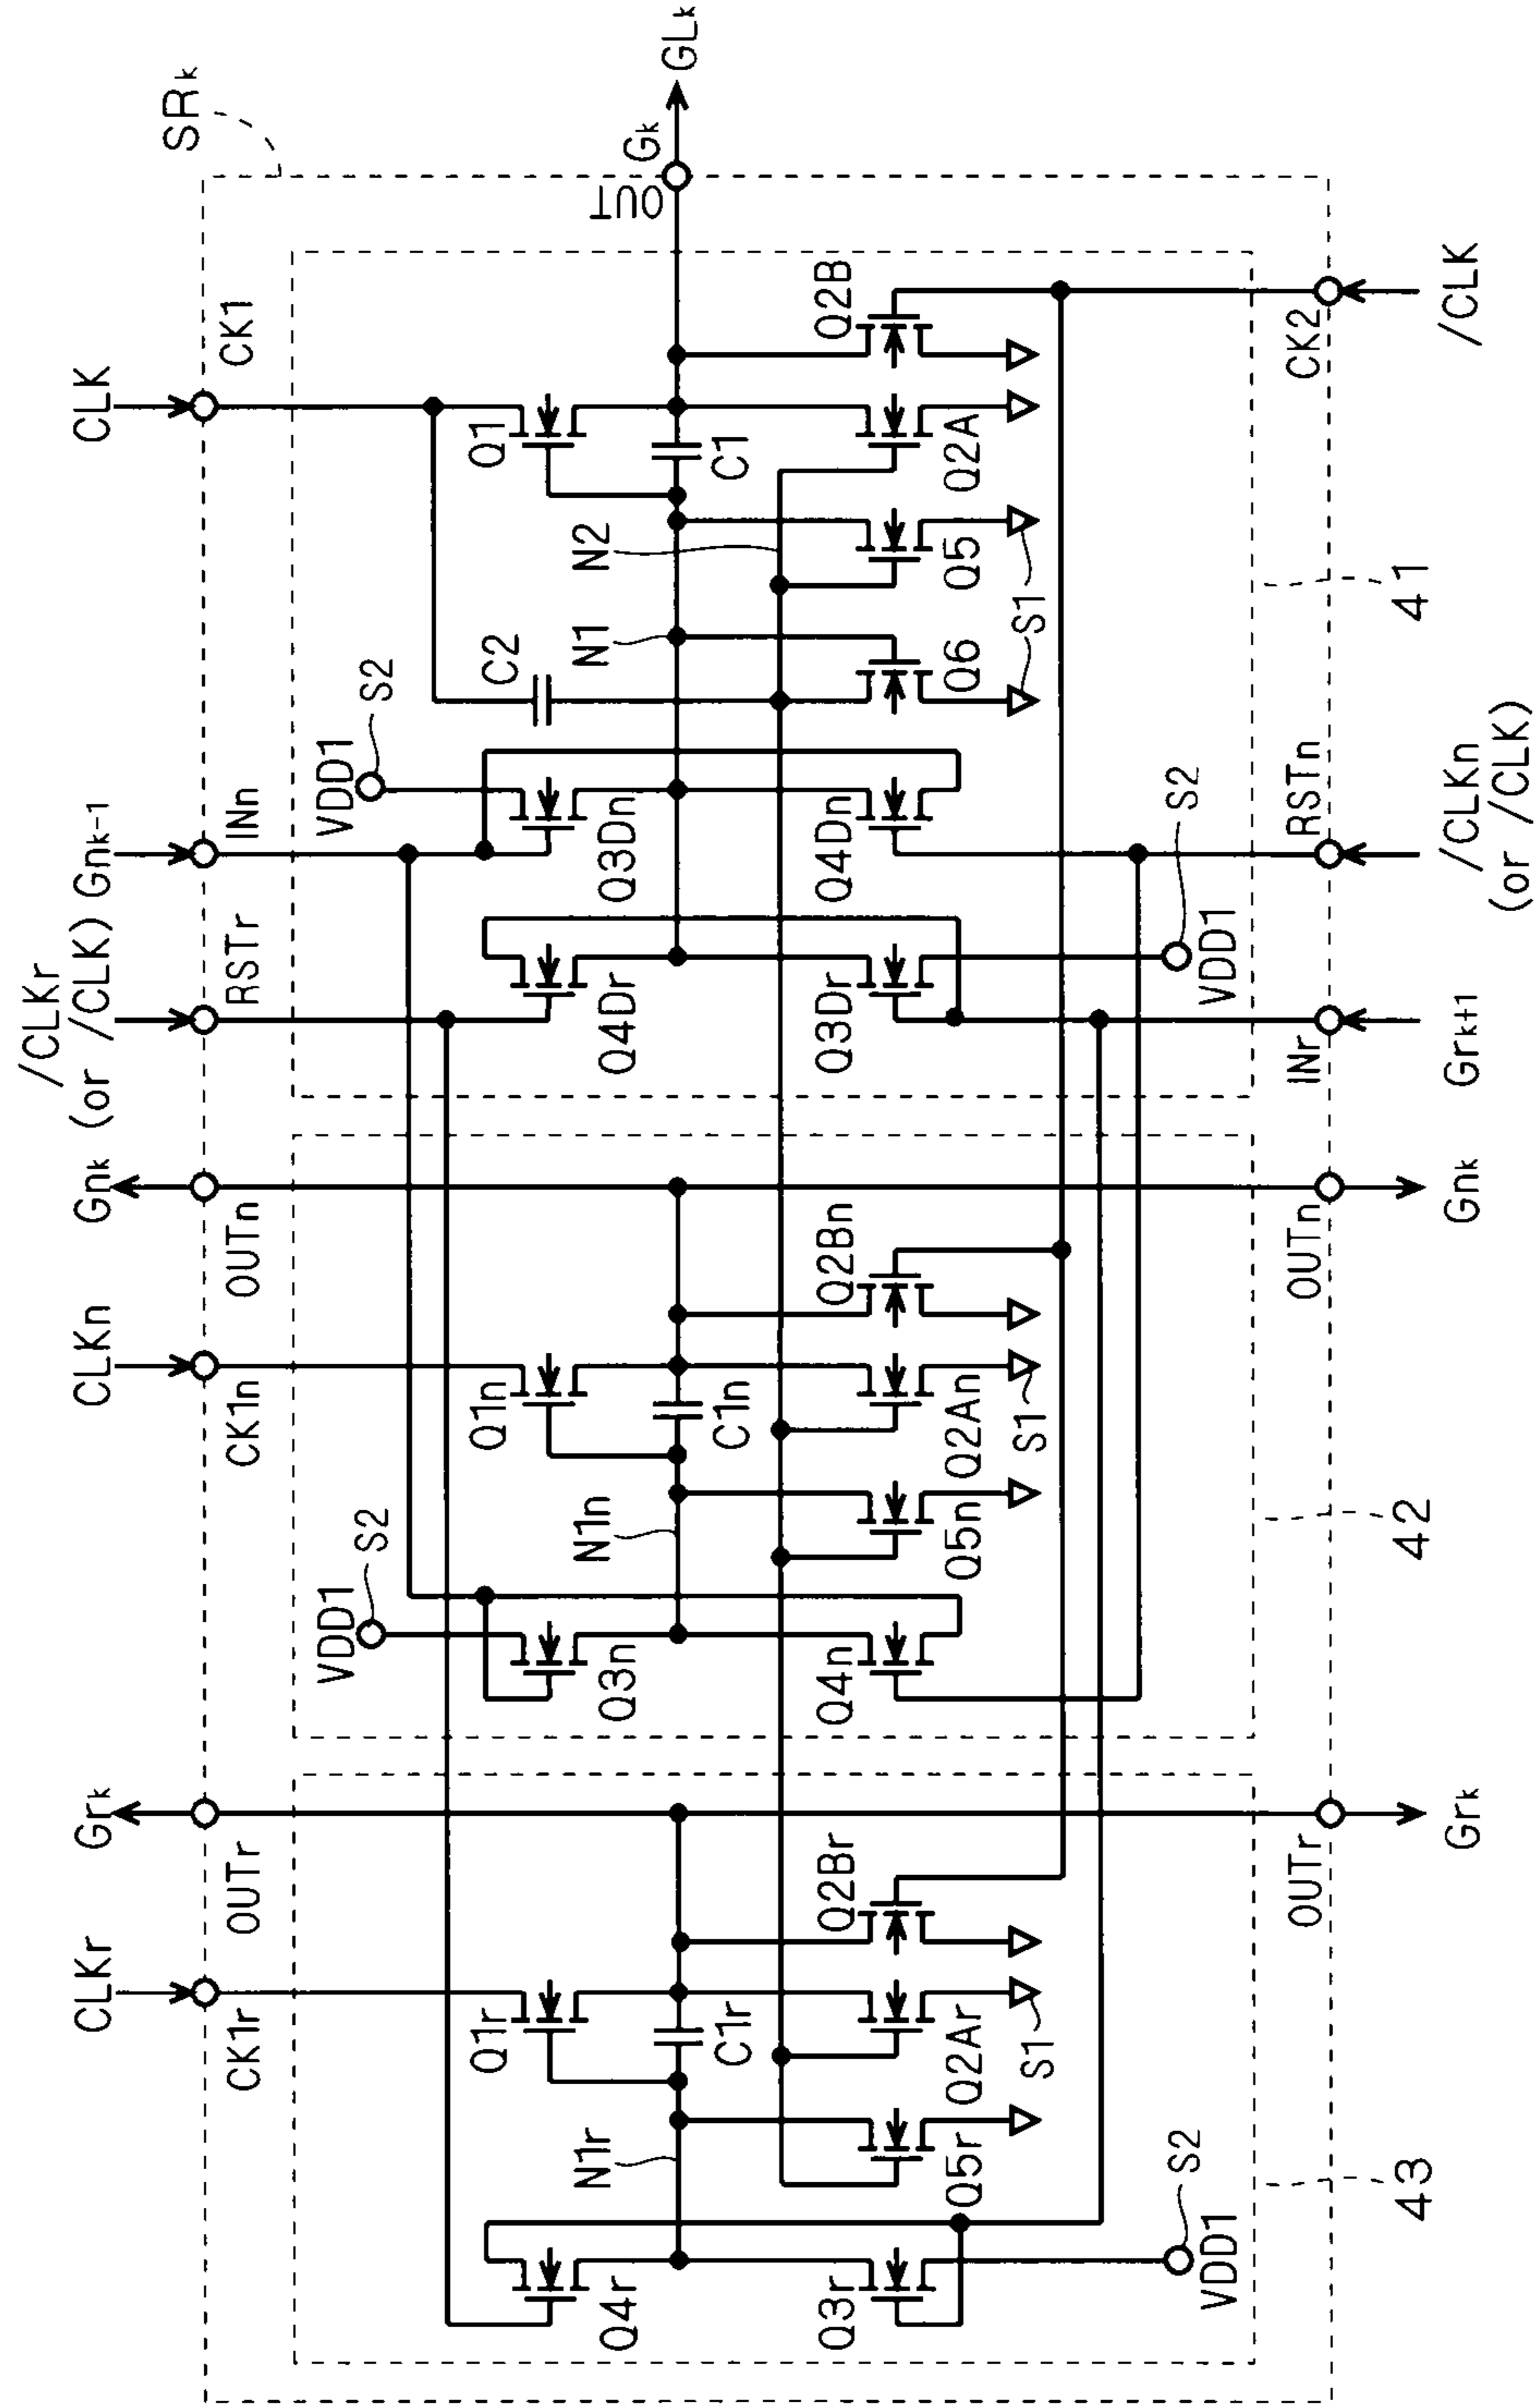 SRk
CLK
CK1
Gk
GLk
OUT
Gnk-1
INn
/CLKr
(or /CLK)
RSTr
Gnk
OUTn
CLKn
CK1n
Grk
OUTr
CLKr
CK1r
VDD1
S2
C2
N1
N2
Q1
C1
Q2B
Q2A
Q5
Q6
S1
Q3Dn
Q4Dn
Q4Dr
Q3Dr
VDD1
S2
41
CK2
/CLK
RSTn
/CLKn
(or /CLK)
INr
Grk+1
VDD1
S2
Q3n
Q4n
N1n
Q1n
C1n
Q2Bn
Q2An
Q5n
S1
42
OUTn
Gnk
Q4r
Q3r
N1r
Q1r
C1r
Q2Br
Q2Ar
Q5r
S1
VDD1
S2
43
OUTr
Grk